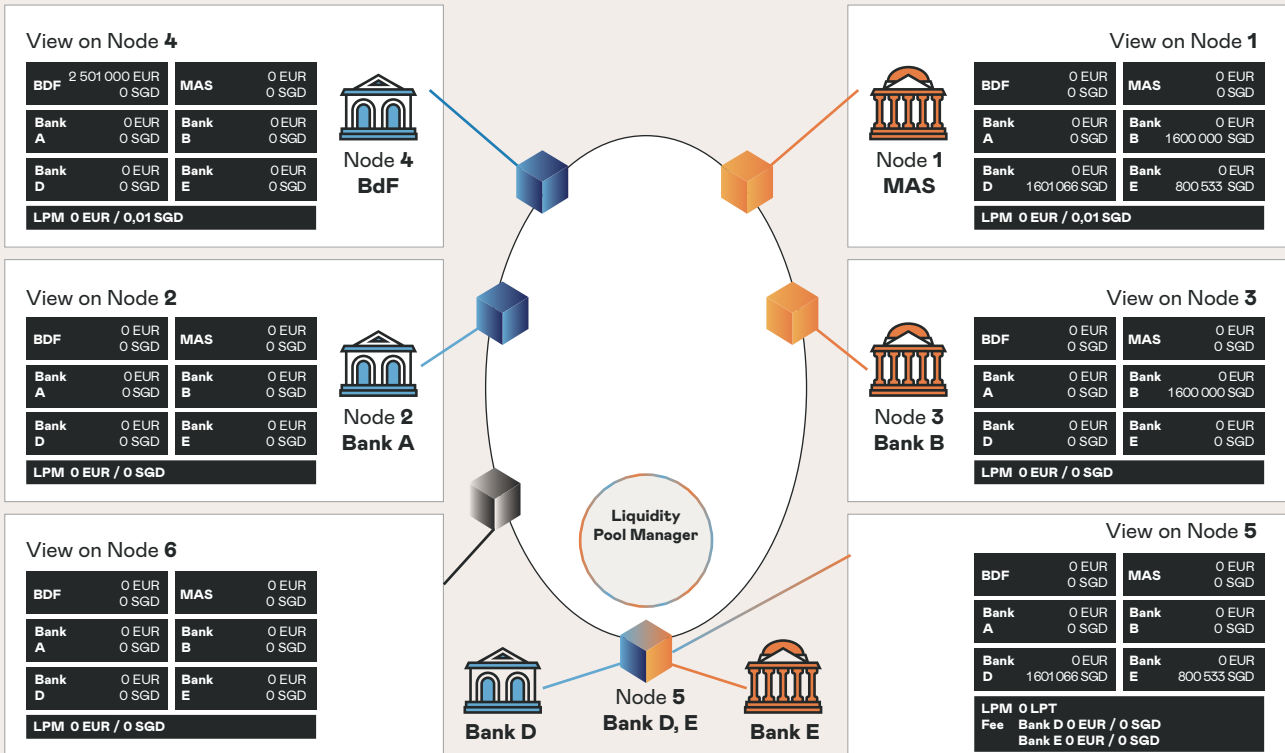 View on Node 4
BDF 2 501 000 EUR
0 SGD
MAS 0 EUR
0 SGD
Bank A 0 EUR
0 SGD
Bank B 0 EUR
0 SGD
Bank D 0 EUR
0 SGD
Bank E 0 EUR
0 SGD
LPM 0 EUR / 0,01 SGD
Node 4
BdF
View on Node 1
BDF 0 EUR
0 SGD
MAS 0 EUR
0 SGD
Bank A 0 EUR
0 SGD
Bank B 0 EUR
1 600 000 SGD
Bank D 0 EUR
1 601 066 SGD
Bank E 0 EUR
800 533 SGD
LPM 0 EUR / 0,01 SGD
Node 1
MAS
View on Node 2
BDF 0 EUR
0 SGD
MAS 0 EUR
0 SGD
Bank A 0 EUR
0 SGD
Bank B 0 EUR
0 SGD
Bank D 0 EUR
0 SGD
Bank E 0 EUR
0 SGD
LPM 0 EUR / 0 SGD
Node 2
Bank A
View on Node 3
BDF 0 EUR
0 SGD
MAS 0 EUR
0 SGD
Bank A 0 EUR
0 SGD
Bank B 0 EUR
1 600 000 SGD
Bank D 0 EUR
0 SGD
Bank E 0 EUR
0 SGD
LPM 0 EUR / 0 SGD
Node 3
Bank B
View on Node 6
BDF 0 EUR
0 SGD
MAS 0 EUR
0 SGD
Bank A 0 EUR
0 SGD
Bank B 0 EUR
0 SGD
Bank D 0 EUR
0 SGD
Bank E 0 EUR
0 SGD
LPM 0 EUR / 0 SGD
Liquidity
Pool Manager
Bank D
Node 5
Bank D, E
Bank E
View on Node 5
BDF 0 EUR
0 SGD
MAS 0 EUR
0 SGD
Bank A 0 EUR
0 SGD
Bank B 0 EUR
0 SGD
Bank D 0 EUR
1 601 066 SGD
Bank E 0 EUR
800 533 SGD
LPM 0 LPT
Fee Bank D 0 EUR / 0 SGD
Bank E 0 EUR / 0 SGD